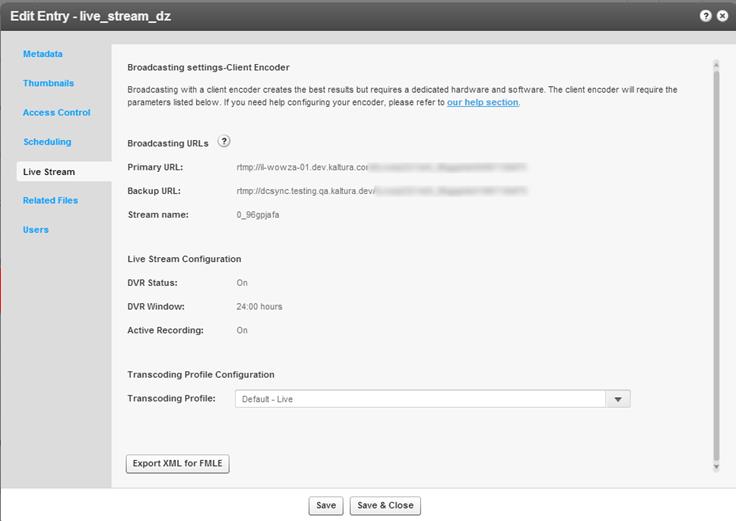 Edit Entry - live_stream_dz
?
Metadata
Thumbnails
Access Control
Scheduling
Live Stream
Related Files
Users
Broadcasting settings-Client Encoder
Broadcasting with a client encoder creates the best results but requires a dedicated hardware and software. The client encoder will require the
parameters listed below. If you need help configuring your encoder, please refer to our help section.
Broadcasting URLs ?
Primary URL: rtmp://il-wowza-01.dev.kaltura.co
Backup URL: rtmp://dcsync.testing.qa.kaltura.dev/
Stream name: 0_96gpjafa
Live Stream Configuration
DVR Status: On
DVR Window: 24:00 hours
Active Recording: On
Transcoding Profile Configuration
Transcoding Profile: Default - Live
Export XML for FMLE
Save Save & Close